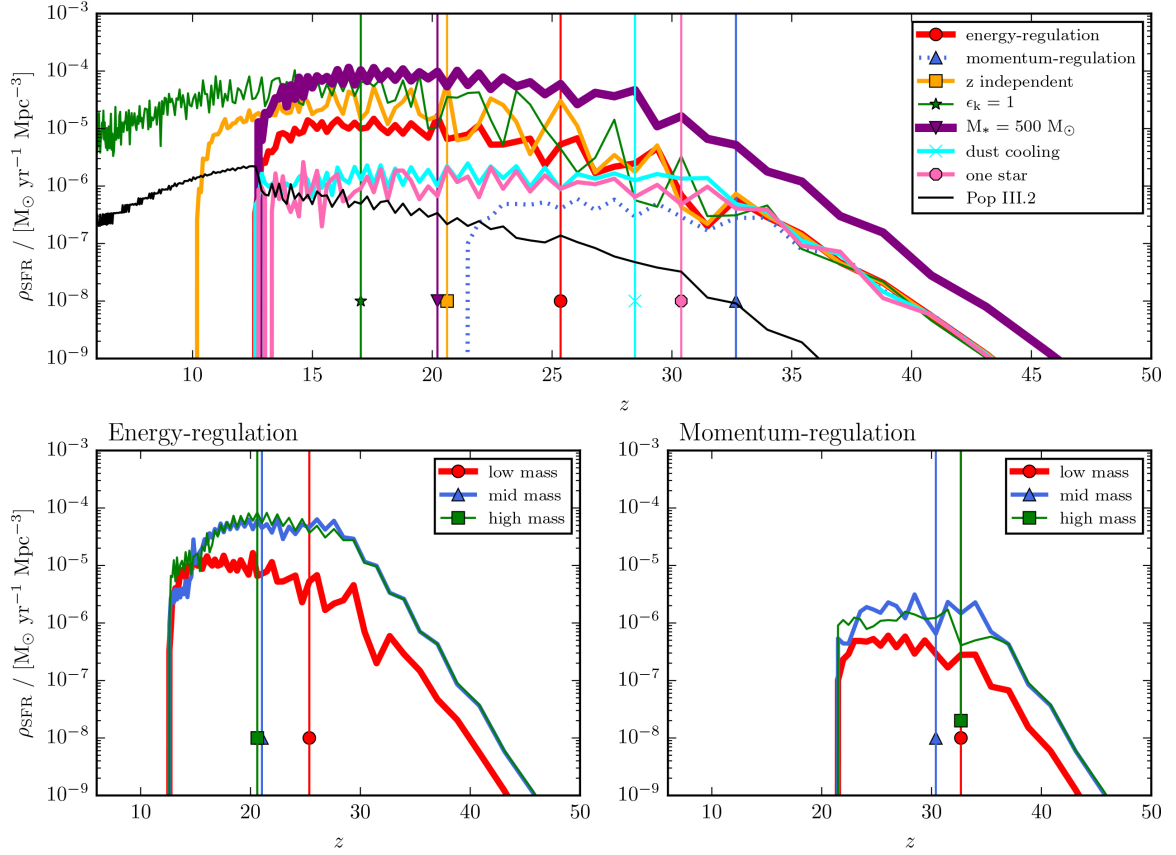 10⁻³
10⁻⁴
10⁻⁵
10⁻⁶
10⁻⁷
10⁻⁸
10⁻⁹
ρSFR / [M⊙ yr⁻¹ Mpc⁻³]
energy-regulation
momentum-regulation
z independent
ϵₖ = 1
M* = 500 M⊙
dust cooling
one star
Pop III.2
10 15 20 25 30 35 40 45 50
z
Energy-regulation
10⁻³
10⁻⁴
10⁻⁵
10⁻⁶
10⁻⁷
10⁻⁸
10⁻⁹
ρSFR / [M⊙ yr⁻¹ Mpc⁻³]
low mass
mid mass
high mass
10 20 30 40 50
z
Momentum-regulation
10⁻³
10⁻⁴
10⁻⁵
10⁻⁶
10⁻⁷
10⁻⁸
10⁻⁹
low mass
mid mass
high mass
10 20 30 40 50
z